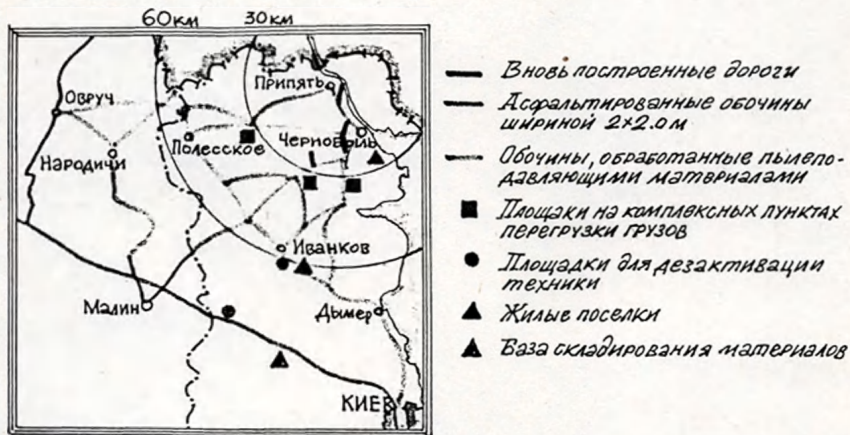 60км 30км
Овруч
Припять
Народичи
Полесское
Чернобыль
Иванков
Малин
Дымер
КИЕВ
Вновь построенные дороги
Асфальтированные обочины
шириной 2×2.0м
Обочины, обработанные пылепо-
давляющими материалами
Площаки на комплексных пунктах
перегрузки грузов
Площадки для дезактивации
техники
Жилые поселки
База складирования материалов